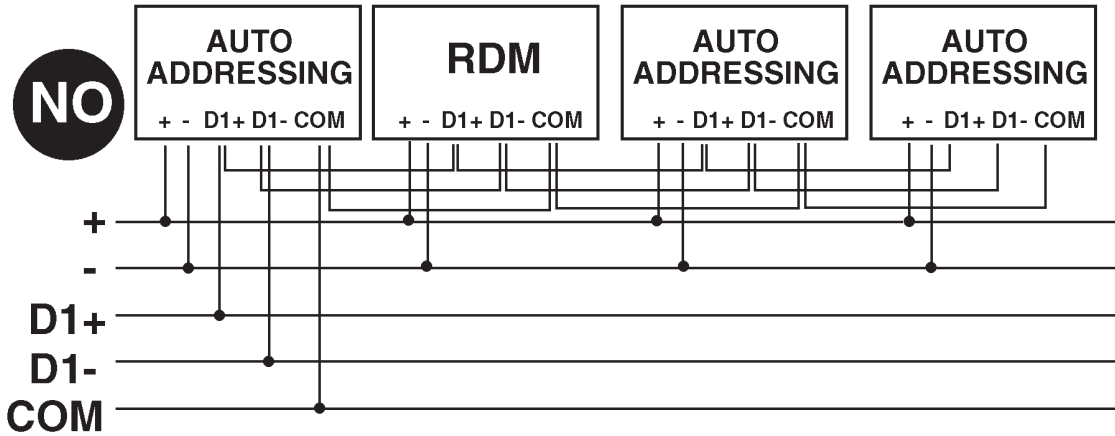 NO
AUTO
ADDRESSING
+ - D1+ D1- COM
RDM
+ - D1+ D1- COM
AUTO
ADDRESSING
+ - D1+ D1- COM
AUTO
ADDRESSING
+ - D1+ D1- COM
+
-
D1+
D1-
COM